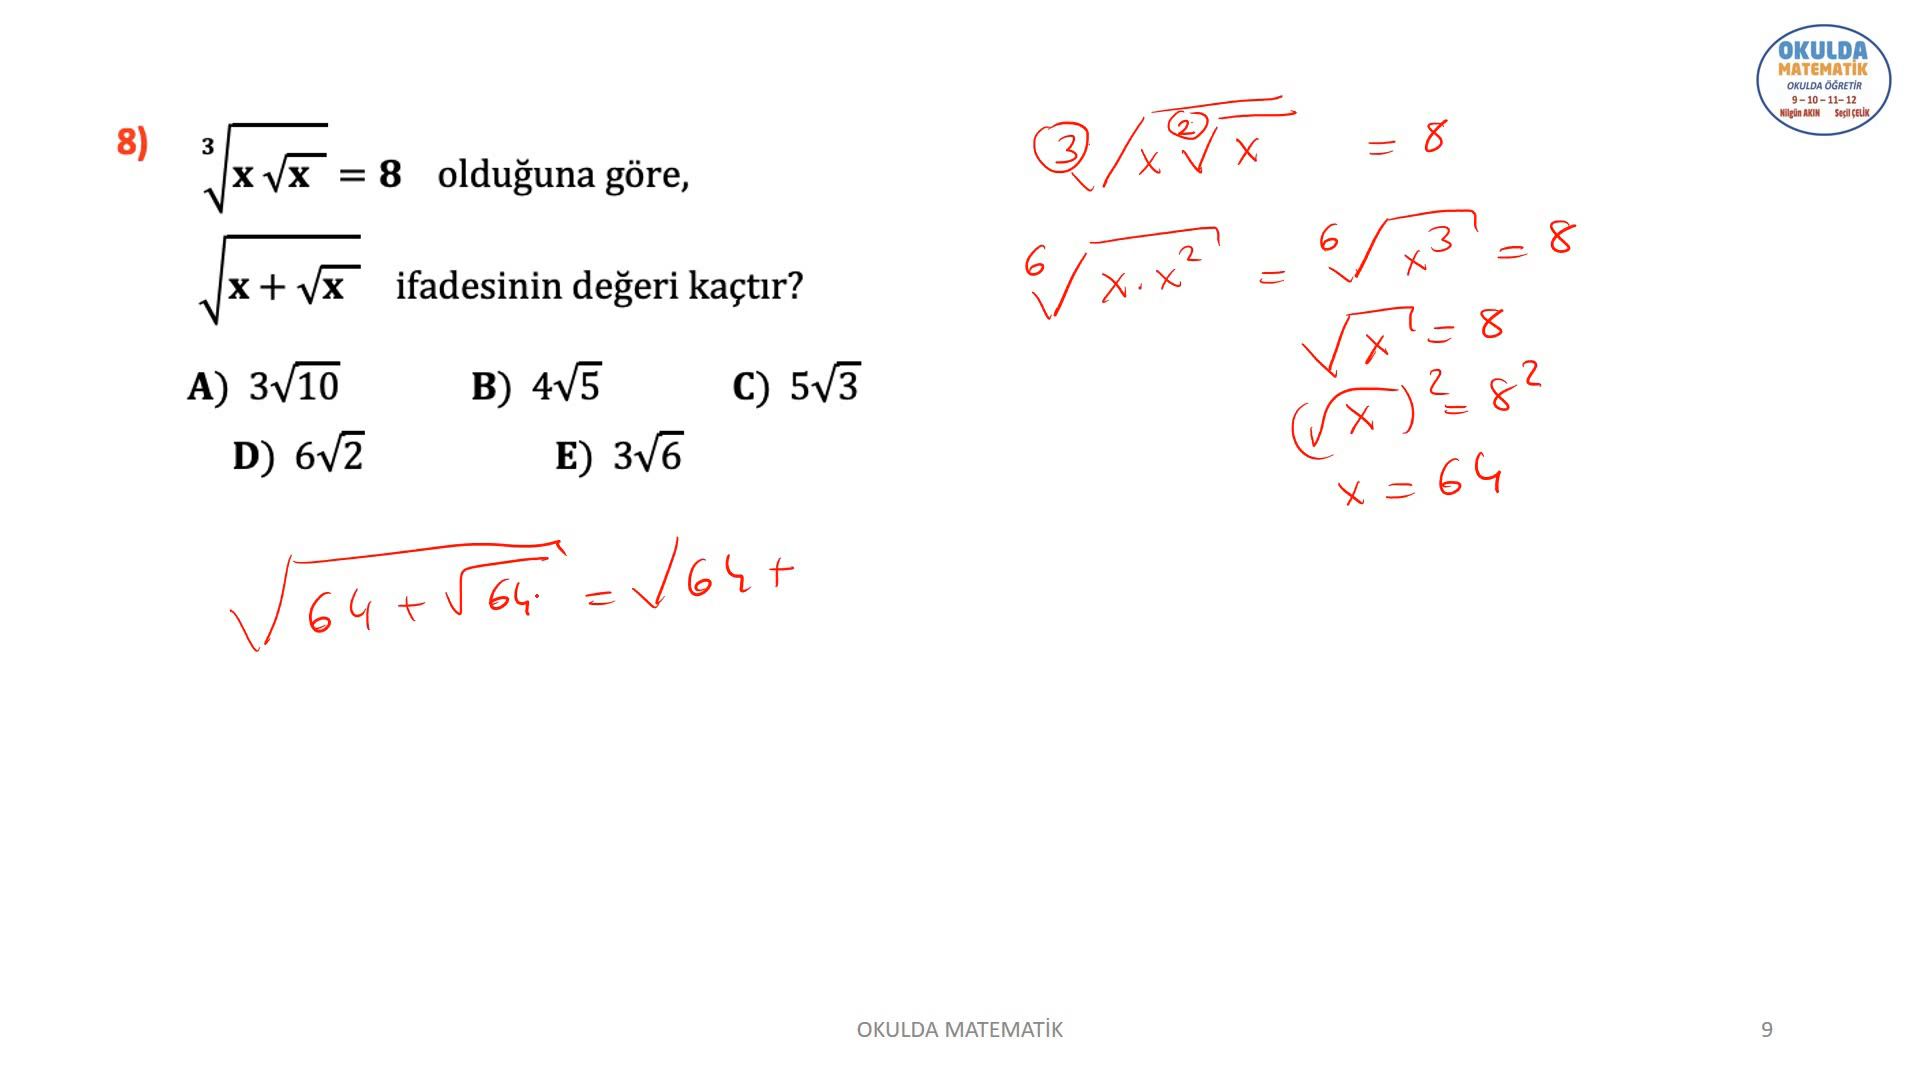 OKULDA
MATEMATİK
OKULDA ÖĞRETİR
9 – 10 – 11– 12
Nilgün AKIN Seçil ÇELİK
8) ³√(x √x) = 8 olduğuna göre,
√(x + √x) ifadesinin değeri kaçtır?
A) 3√10 B) 4√5 C) 5√3
D) 6√2 E) 3√6
³√(x ²√x) = 8
⁶√(x · x²) = ⁶√(x³) = 8
√x = 8
(√x)² = 8²
x = 64
√(64 + √64) = √64 +
OKULDA MATEMATİK
9